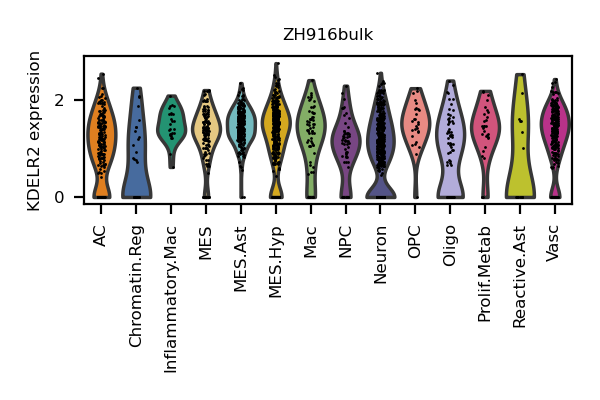 ZH916bulk
KDELR2 expression
2
0
AC
Chromatin.Reg
Inflammatory.Mac
MES
MES.Ast
MES.Hyp
Mac
NPC
Neuron
OPC
Oligo
Prolif.Metab
Reactive.Ast
Vasc